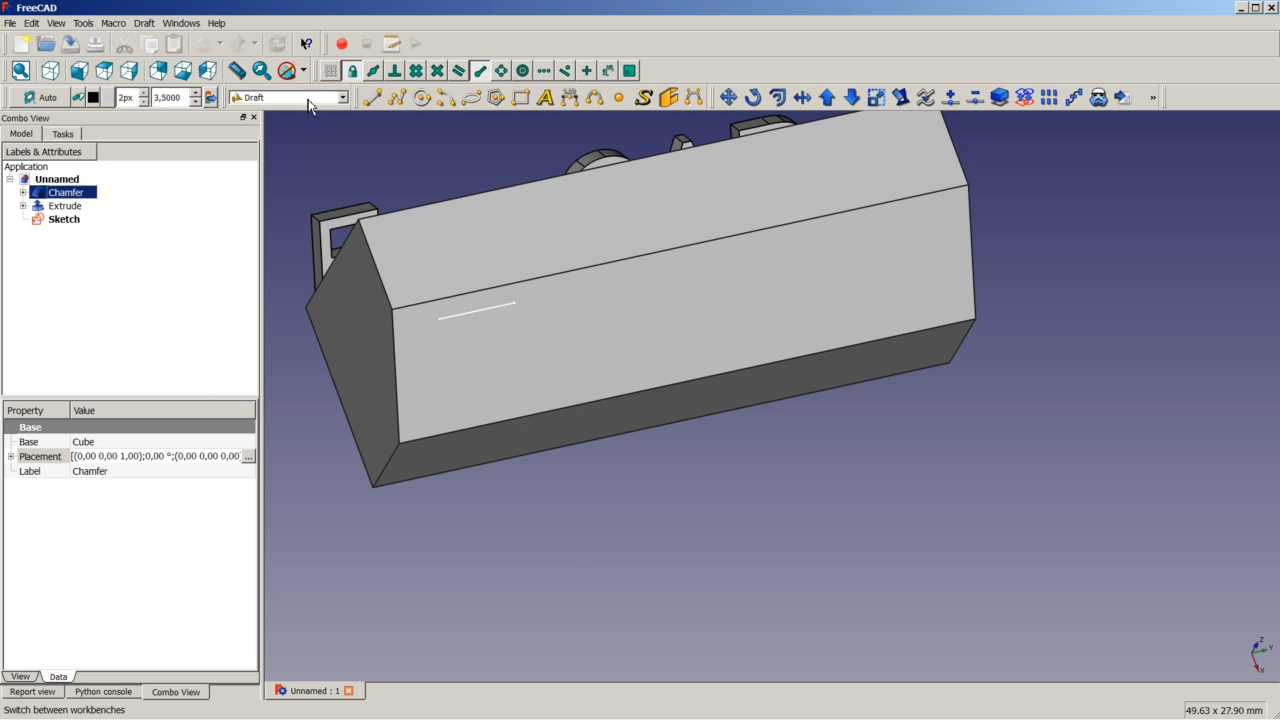 FreeCAD
File Edit View Tools Macro Draft Windows Help
Auto 2px 3,5000 Draft A S »
Combo View
Model Tasks
Labels & Attributes
Application
Unnamed
Chamfer
Extrude
Sketch
Property Value
Base
Base Cube
Placement [(0,00 0,00 1,00);0,00 °;(0,00 0,00 0,00) ...
Label Chamfer
View Data
Report view Python console Combo View
Unnamed : 1
Switch between workbenches
49.63 x 27.90 mm
Z
Y
X